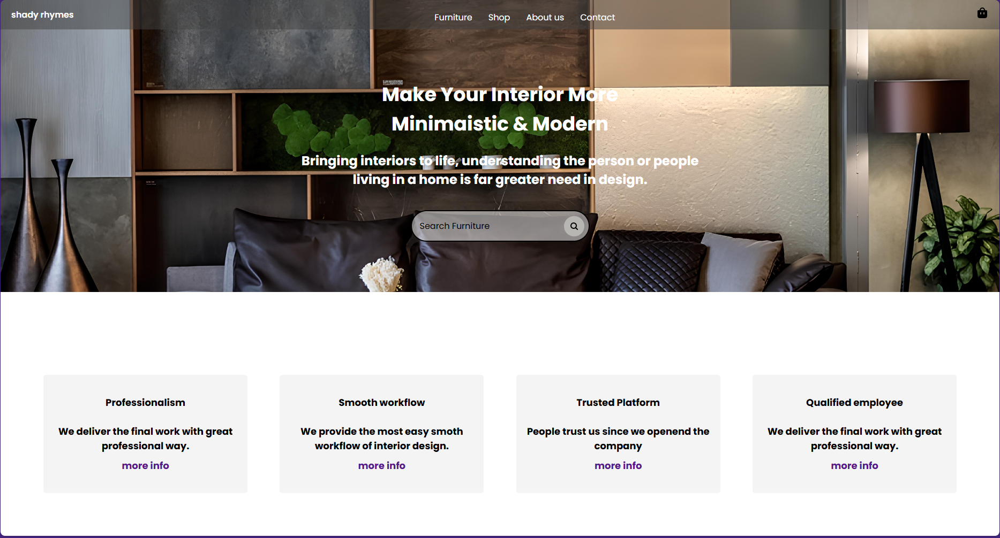 shady rhymes
Furniture Shop About us Contact
Make Your Interior More
Minimaistic & Modern
Bringing interiors to life, understanding the person or people
living in a home is far greater need in design.
Search Furniture
Professionalism
We deliver the final work with great
professional way.
more info
Smooth workflow
We provide the most easy smoth
workflow of interior design.
more info
Trusted Platform
People trust us since we openend the
company
more info
Qualified employee
We deliver the final work with great
professional way.
more info